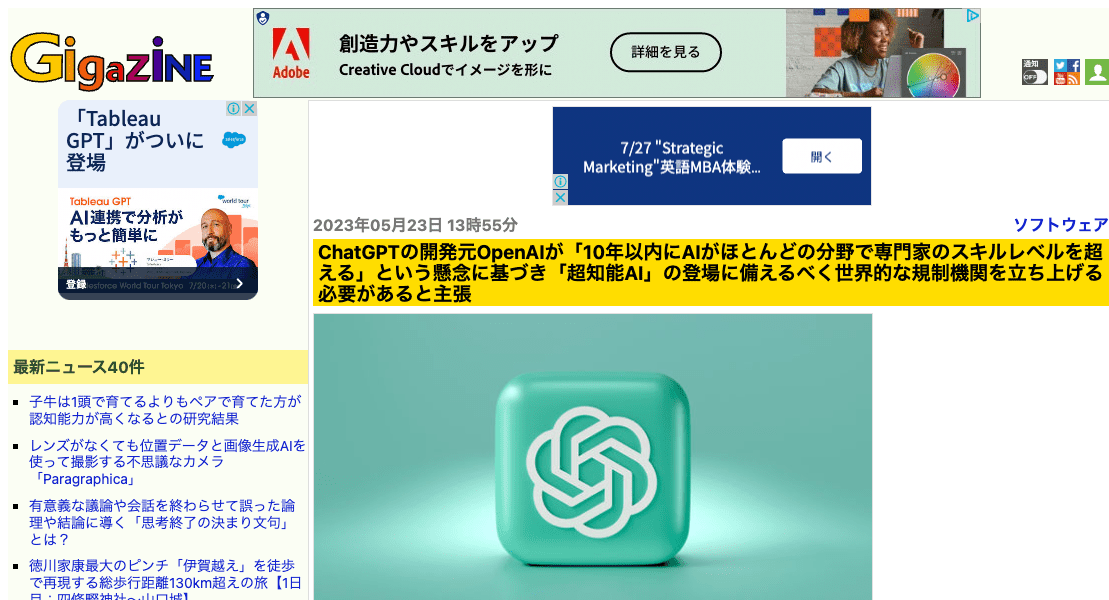 GigaZiNE
Adobe
創造力やスキルをアップ
Creative Cloudでイメージを形に
詳細を見る
通知
OFF
「Tableau
GPT」がついに
登場
salesforce
Tableau GPT
world tour
AI連携で分析が
もっと簡単に
登録
Salesforce World Tour Tokyo 7/20(木)-21(金)
7/27 "Strategic
Marketing"英語MBA体験...
開く
2023年05月23日 13時55分
ソフトウェア
ChatGPTの開発元OpenAIが「10年以内にAIがほとんどの分野で専門家のスキルレベルを超
える」という懸念に基づき「超知能AI」の登場に備えるべく世界的な規制機関を立ち上げる
必要があると主張
最新ニュース40件
子牛は1頭で育てるよりもペアで育てた方が
認知能力が高くなるとの研究結果
レンズがなくても位置データと画像生成AIを
使って撮影する不思議なカメラ
「Paragraphica」
有意義な議論や会話を終わらせて誤った論
理や結論に導く「思考終了の決まり文句」
とは？
徳川家康最大のピンチ「伊賀越え」を徒歩
で再現する総歩行距離130km超えの旅【1日
目：四條畷神社～山口城】